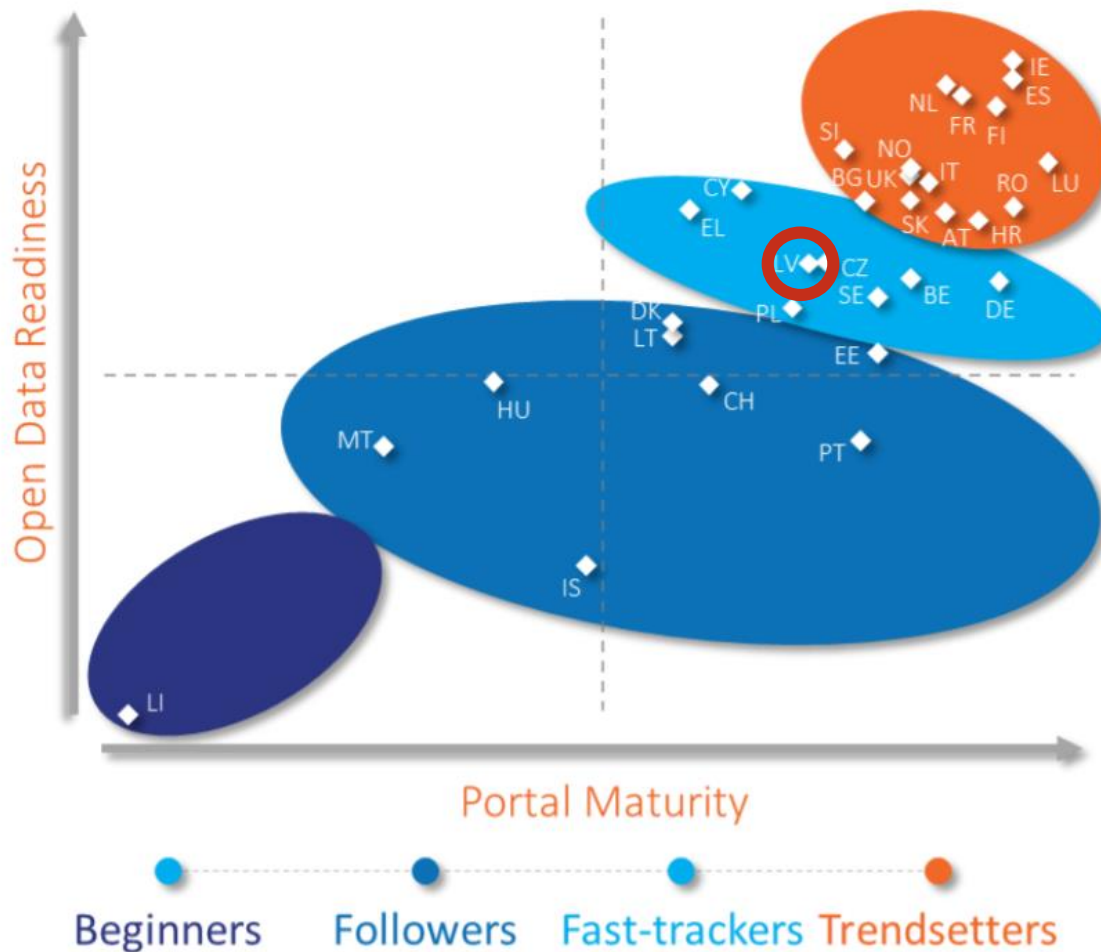 Open Data Readiness
IE
ES
NL
FR
FI
SI
NO
BG
UK
IT
RO
LU
SK
AT
HR
CY
EL
LV
CZ
SE
BE
DE
PL
DK
LT
EE
HU
CH
MT
PT
IS
LI
Portal Maturity
Beginners Followers Fast-trackers Trendsetters